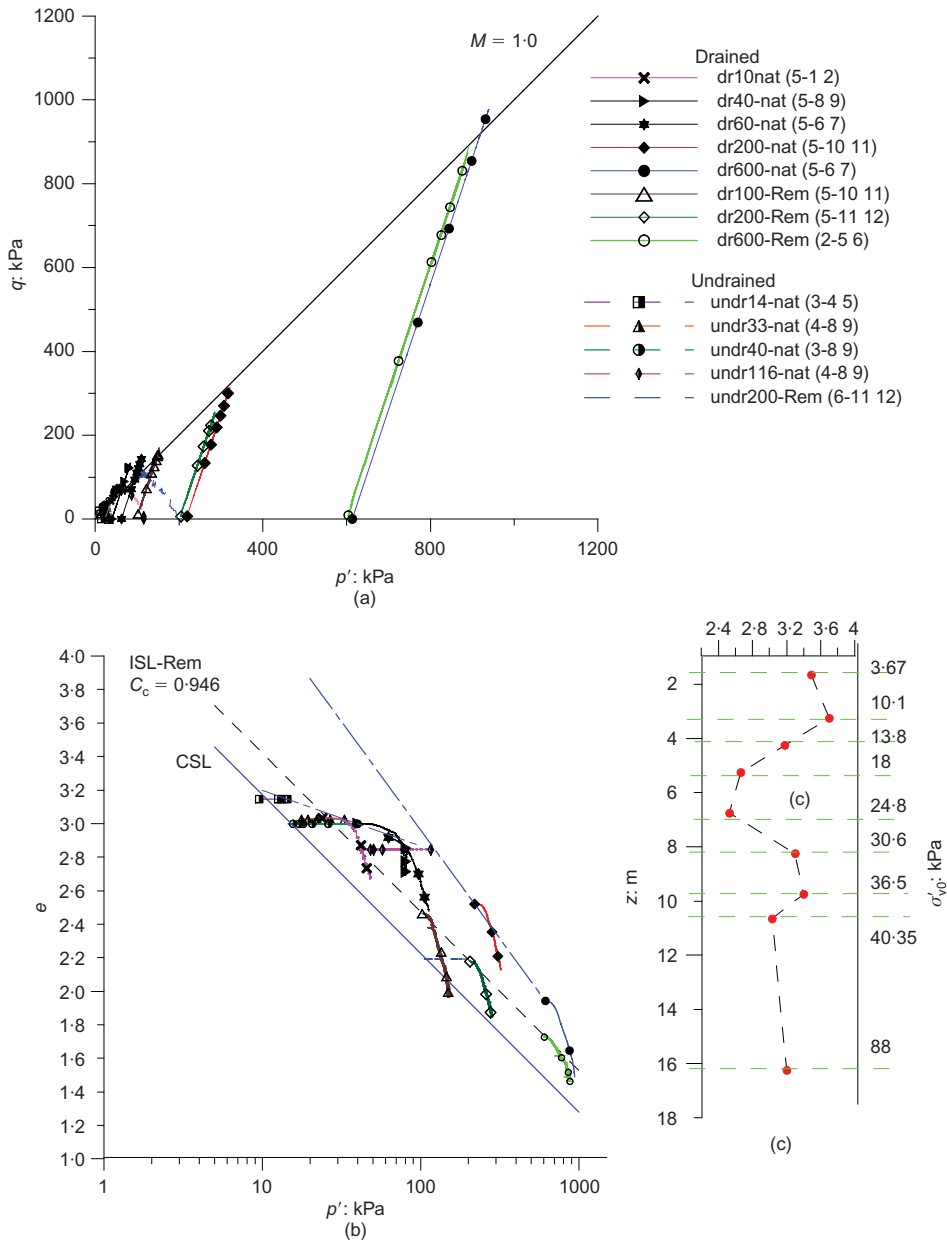 1200
1000
800
600
400
200
0
q: kPa
0
400
800
1200
p′: kPa
(a)
M = 1·0
Drained
dr10nat (5-1 2)
dr40-nat (5-8 9)
dr60-nat (5-6 7)
dr200-nat (5-10 11)
dr600-nat (5-6 7)
dr100-Rem (5-10 11)
dr200-Rem (5-11 12)
dr600-Rem (2-5 6)
Undrained
undr14-nat (3-4 5)
undr33-nat (4-8 9)
undr40-nat (3-8 9)
undr116-nat (4-8 9)
undr200-Rem (6-11 12)
4·0
3·8
3·6
3·4
3·2
3·0
2·8
2·6
2·4
2·2
2·0
1·8
1·6
1·4
1·2
1·0
e
ISL-Rem
Cc = 0·946
CSL
1
10
100
1000
p′: kPa
(b)
2·4
2·8
3·2
3·6
4
2
4
6
8
10
12
14
16
18
z: m
3·67
10·1
13·8
18
24·8
30·6
36·5
40·35
88
σ′v0: kPa
(c)
(c)